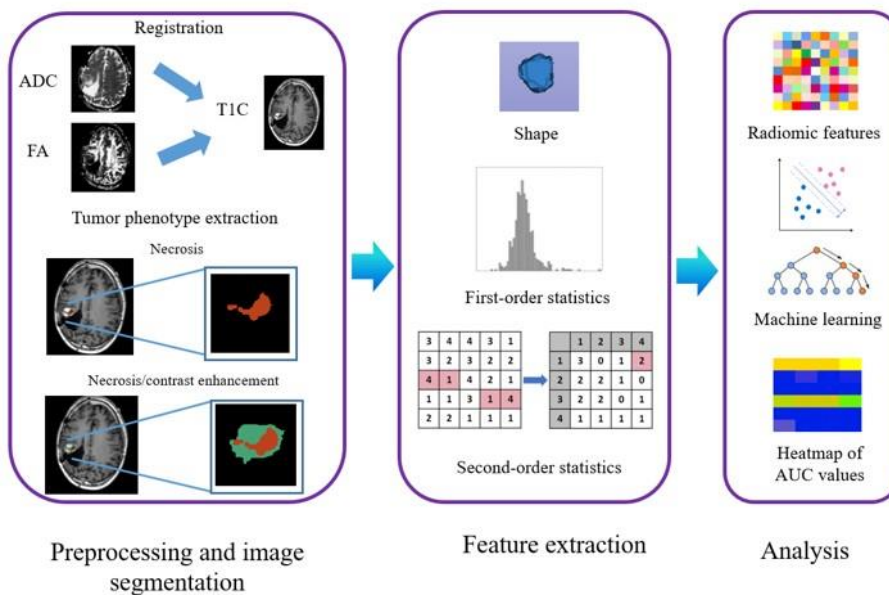 Registration
ADC
T1C
FA
Tumor phenotype extraction
Necrosis
Necrosis/contrast enhancement
Preprocessing and image
segmentation
Shape
First-order statistics
3 4 4 3 1
3 2 3 2 2
4 1 4 2 1
1 1 3 1 4
2 2 1 1 1
1 2 3 4
1 3 0 1 2
2 2 2 1 0
3 2 2 0 1
4 1 1 1 1
Second-order statistics
Feature extraction
Radiomic features
Machine learning
Heatmap of
AUC values
Analysis